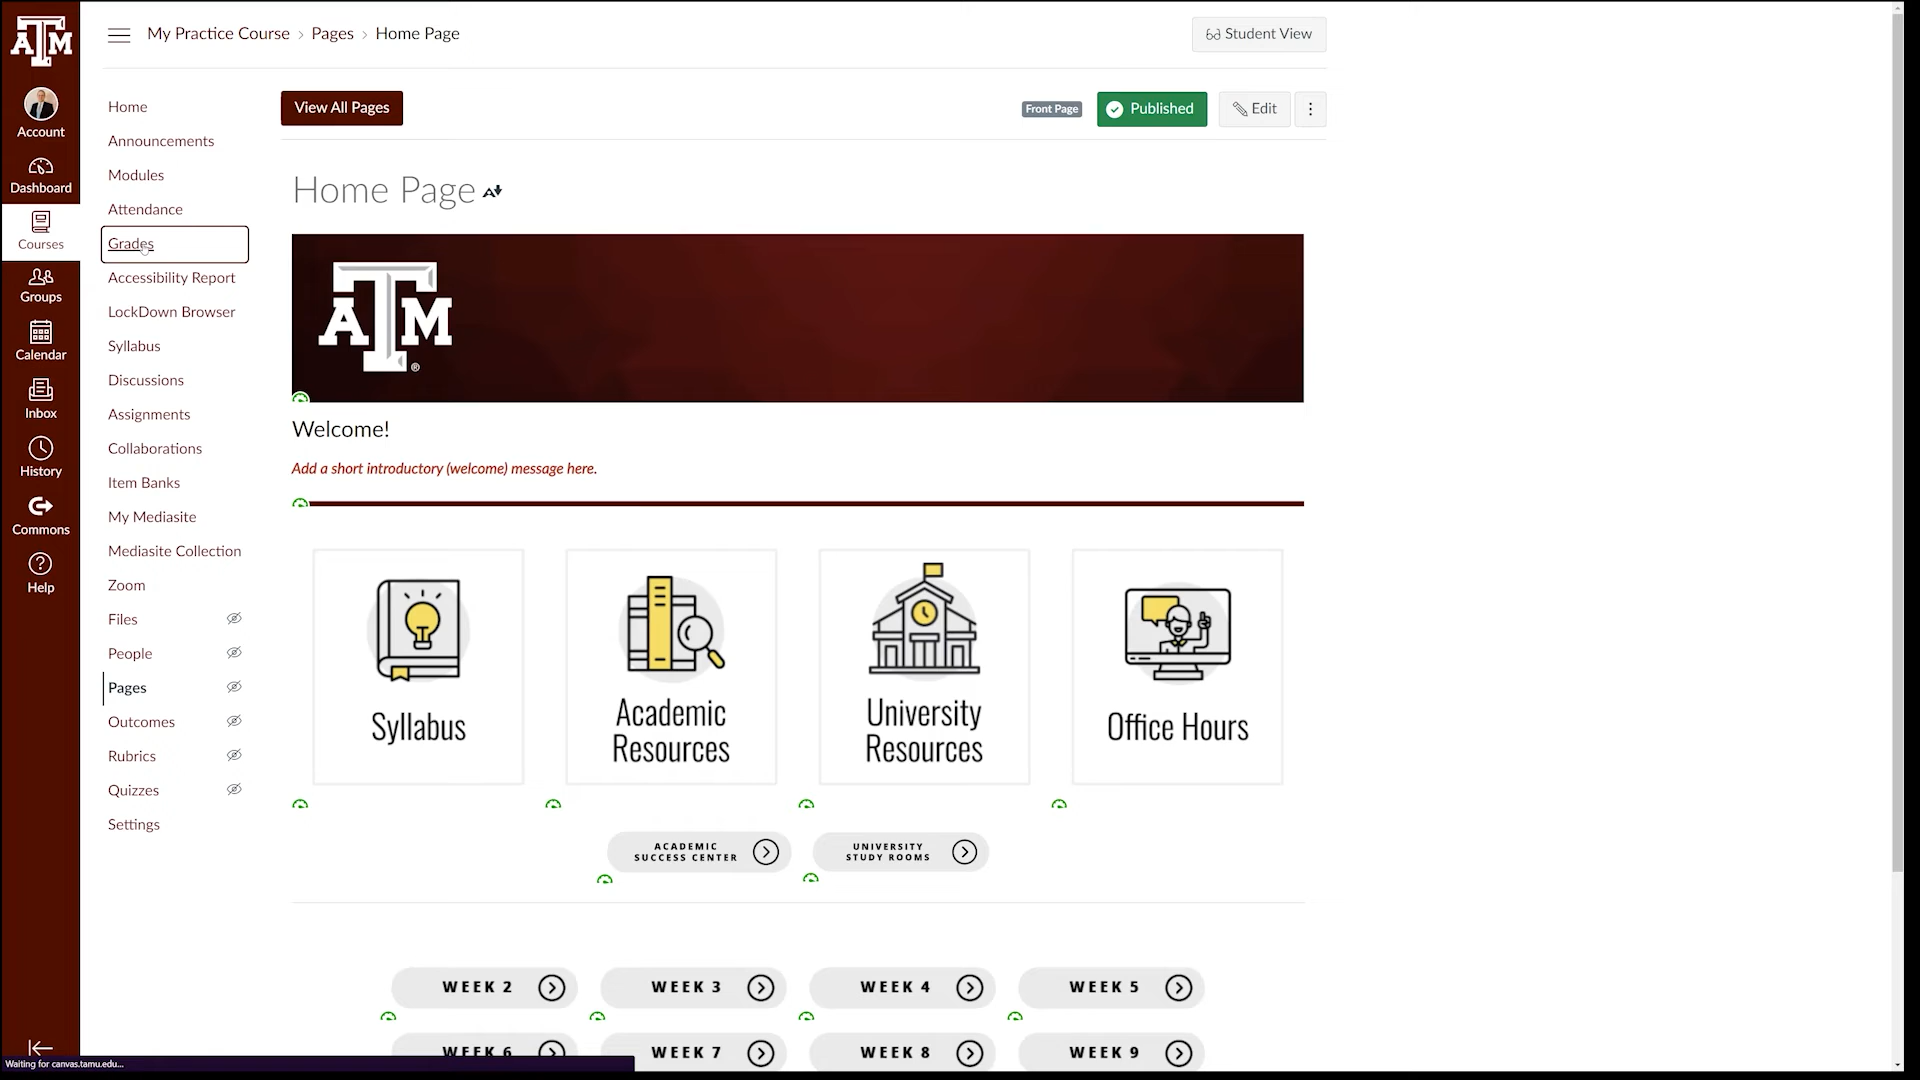 ATM
My Practice Course › Pages › Home Page
Student View
Account
Dashboard
Courses
Groups
Calendar
Inbox
History
Commons
Help
Home
Announcements
Modules
Attendance
Grades
Accessibility Report
LockDown Browser
Syllabus
Discussions
Assignments
Collaborations
Item Banks
My Mediasite
Mediasite Collection
Zoom
Files
People
Pages
Outcomes
Rubrics
Quizzes
Settings
View All Pages
Front Page
Published
Edit
Home Page
ATM®
Welcome!
Add a short introductory (welcome) message here.
Syllabus
Academic
Resources
University
Resources
Office Hours
ACADEMIC
SUCCESS CENTER
UNIVERSITY
STUDY ROOMS
WEEK 2
WEEK 3
WEEK 4
WEEK 5
WEEK 6
WEEK 7
WEEK 8
WEEK 9
Waiting for canvas.tamu.edu...